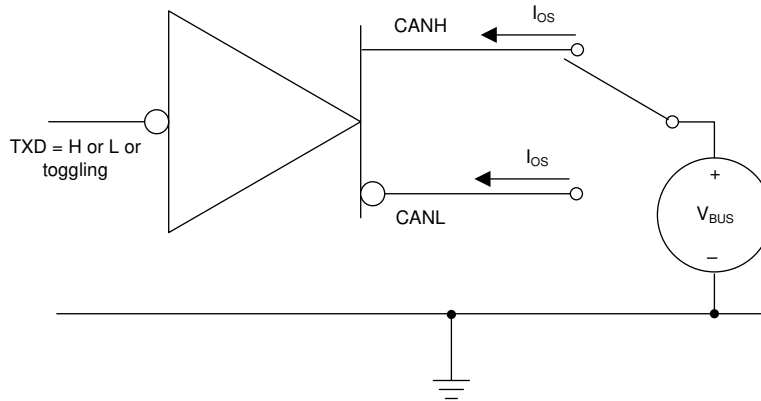 CANH
I_OS
TXD = H or L or
toggling
I_OS
CANL
+
V_BUS
–